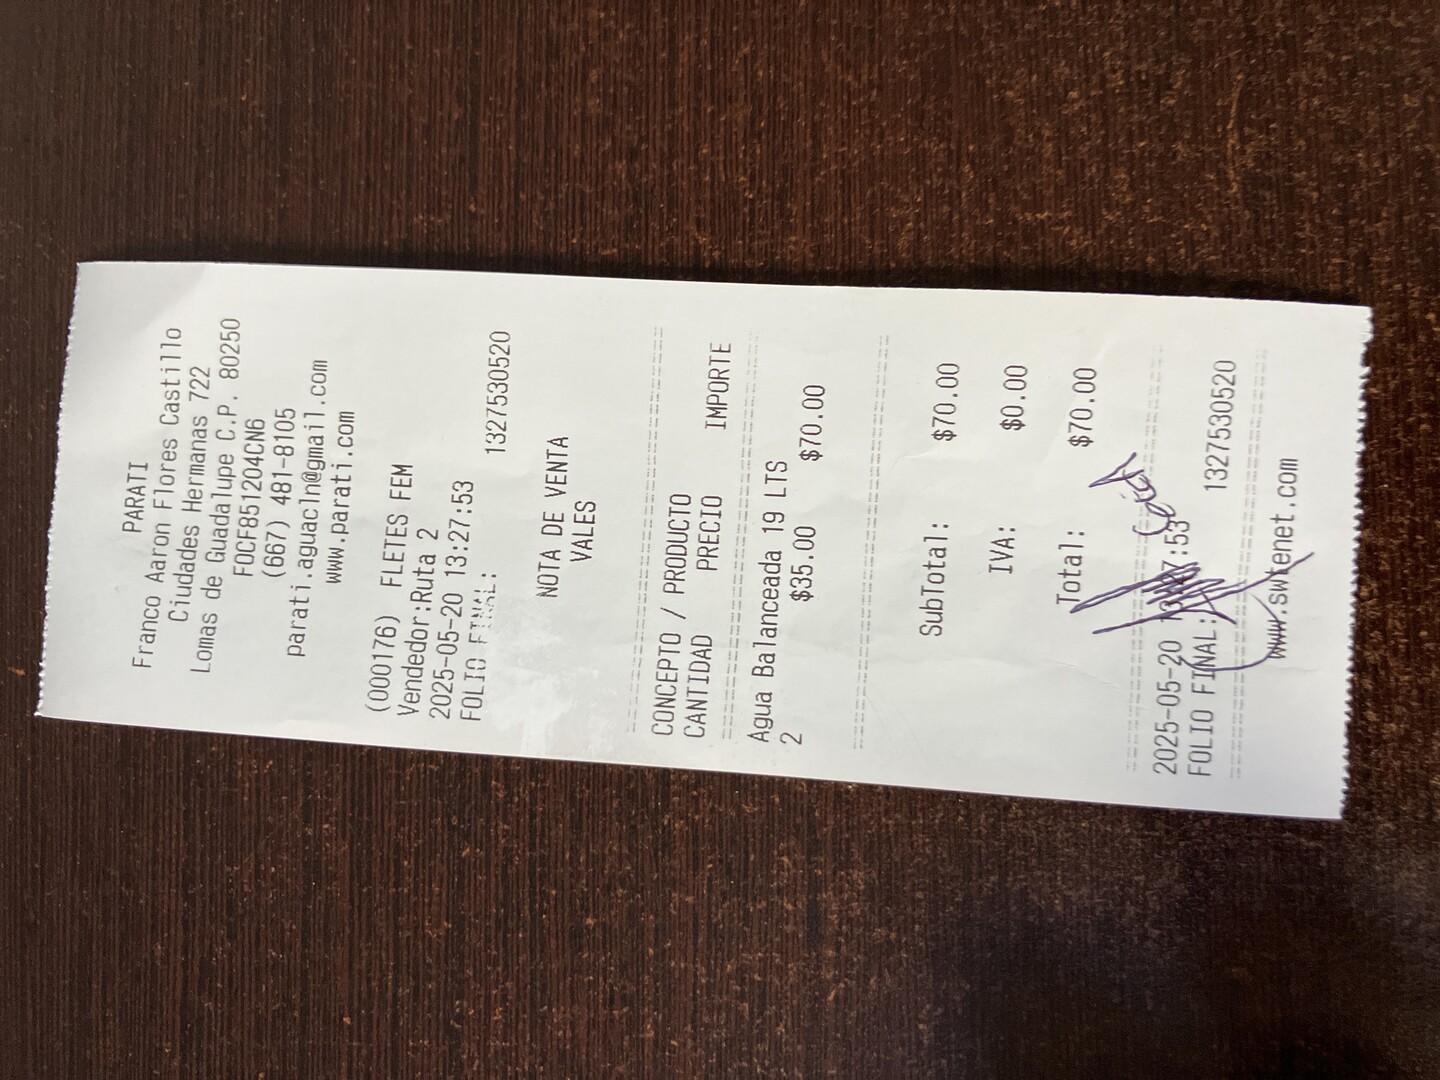 PARATI
Franco Aaron Flores Castillo
Ciudades Hermanas 722
Lomas de Guadalupe C.P. 80250
FOCF851204CN6
(667) 481-8105
parati.aguacln@gmail.com
www.parati.com
(000176) FLETES FEM
Vendedor:Ruta 2
2025-05-20 13:27:53
FOLIO FINAL:
1327530520
NOTA DE VENTA
VALES
CONCEPTO / PRODUCTO
CANTIDAD PRECIO IMPORTE
Agua Balanceada 19 LTS
2 $35.00 $70.00
SubTotal: $70.00
IVA: $0.00
Total: $70.00
2025-05-20 13:27:53
FOLIO FINAL:
1327530520
www.swtenet.com